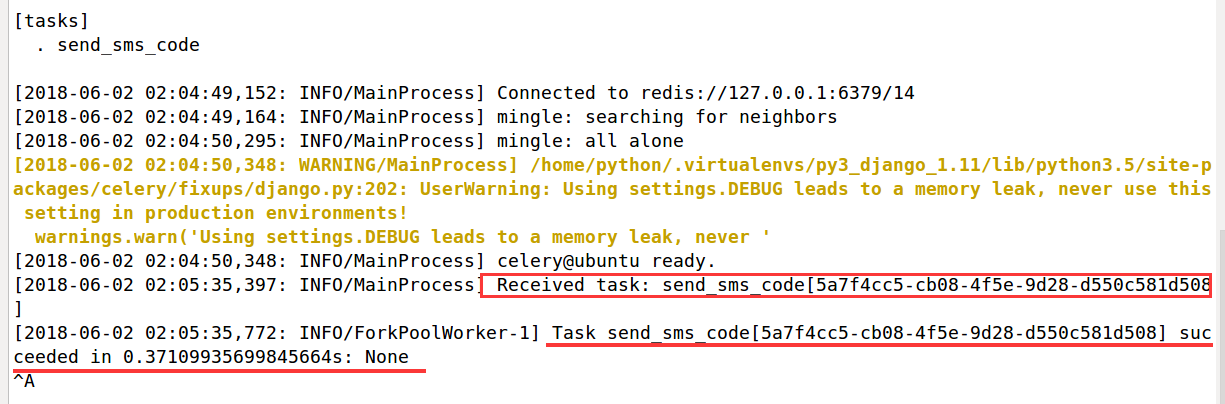 [tasks]
  . send_sms_code

[2018-06-02 02:04:49,152: INFO/MainProcess] Connected to redis://127.0.0.1:6379/14
[2018-06-02 02:04:49,164: INFO/MainProcess] mingle: searching for neighbors
[2018-06-02 02:04:50,295: INFO/MainProcess] mingle: all alone
[2018-06-02 02:04:50,348: WARNING/MainProcess] /home/python/.virtualenvs/py3_django_1.11/lib/python3.5/site-p
ackages/celery/fixups/django.py:202: UserWarning: Using settings.DEBUG leads to a memory leak, never use this
 setting in production environments!
  warnings.warn('Using settings.DEBUG leads to a memory leak, never '
[2018-06-02 02:04:50,348: INFO/MainProcess] celery@ubuntu ready.
[2018-06-02 02:05:35,397: INFO/MainProcess] Received task: send_sms_code[5a7f4cc5-cb08-4f5e-9d28-d550c581d508
]
[2018-06-02 02:05:35,772: INFO/ForkPoolWorker-1] Task send_sms_code[5a7f4cc5-cb08-4f5e-9d28-d550c581d508] suc
ceeded in 0.37109935699845664s: None
^A